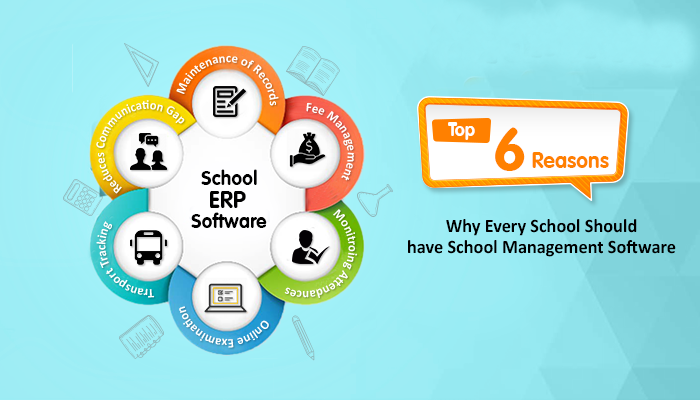 Maintenance of Records
Fee Management
Monitroing Attendances
Online Examination
Transport Tracking
Reduces Communication Gap
School
ERP
Software
Top
6 Reasons
Why Every School Should
have School Management Software